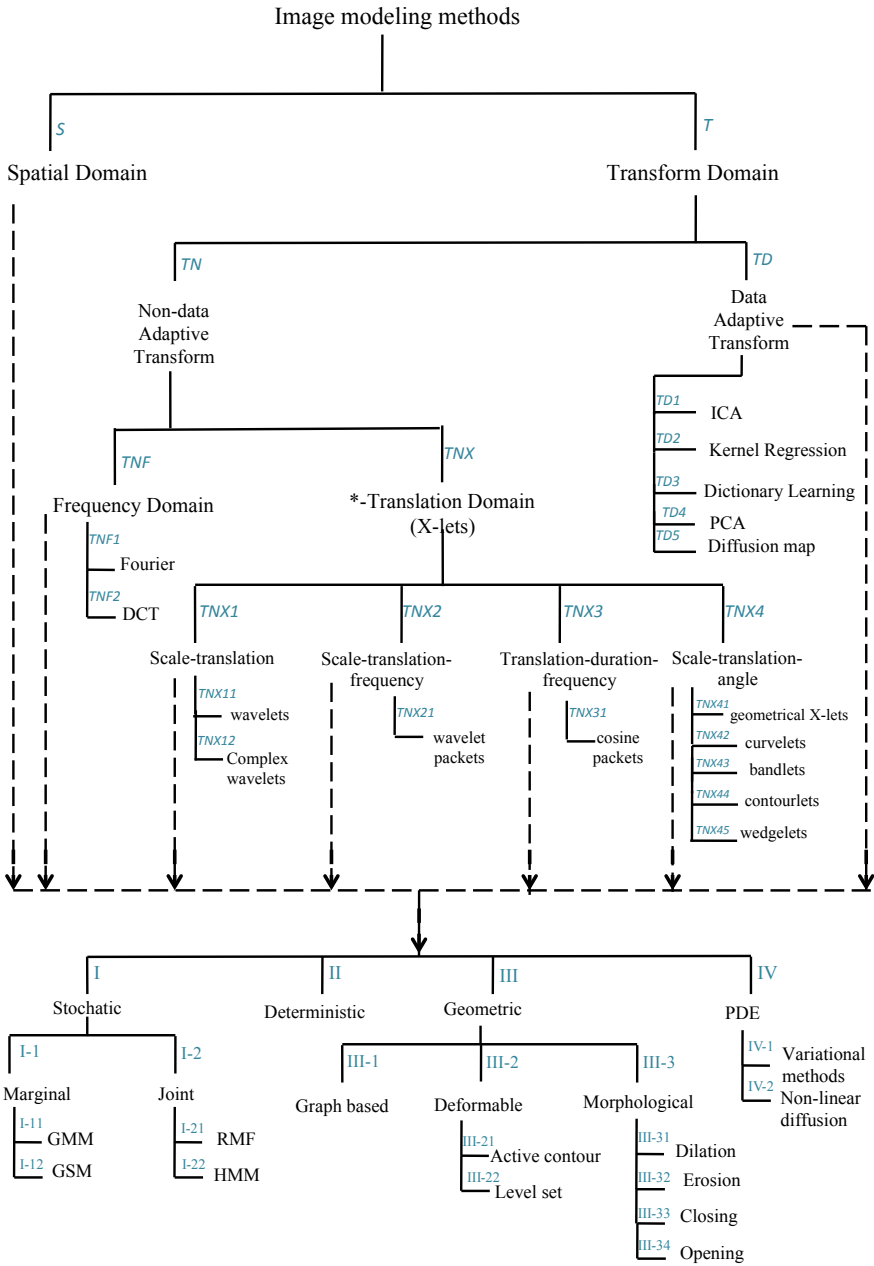 Image modeling methods
S
T
Spatial Domain
Transform Domain
TN
TD
Non-data
Adaptive
Transform
Data
Adaptive
Transform
TD1
ICA
TD2
Kernel Regression
TD3
Dictionary Learning
TD4
PCA
TD5
Diffusion map
TNF
TNX
Frequency Domain
*-Translation Domain
(X-lets)
TNF1
Fourier
TNF2
DCT
TNX1
TNX2
TNX3
TNX4
Scale-translation
Scale-translation-
frequency
Translation-duration-
frequency
Scale-translation-
angle
TNX11
wavelets
TNX12
Complex
wavelets
TNX21
wavelet
packets
TNX31
cosine
packets
TNX41
geometrical X-lets
TNX42
curvelets
TNX43
bandlets
TNX44
contourlets
TNX45
wedgelets
I
II
III
IV
Stochatic
Deterministic
Geometric
PDE
I-1
I-2
Marginal
Joint
I-11
GMM
I-12
GSM
I-21
RMF
I-22
HMM
III-1
III-2
III-3
Graph based
Deformable
Morphological
III-21
Active contour
III-22
Level set
III-31
Dilation
III-32
Erosion
III-33
Closing
III-34
Opening
IV-1
Variational
methods
IV-2
Non-linear
diffusion